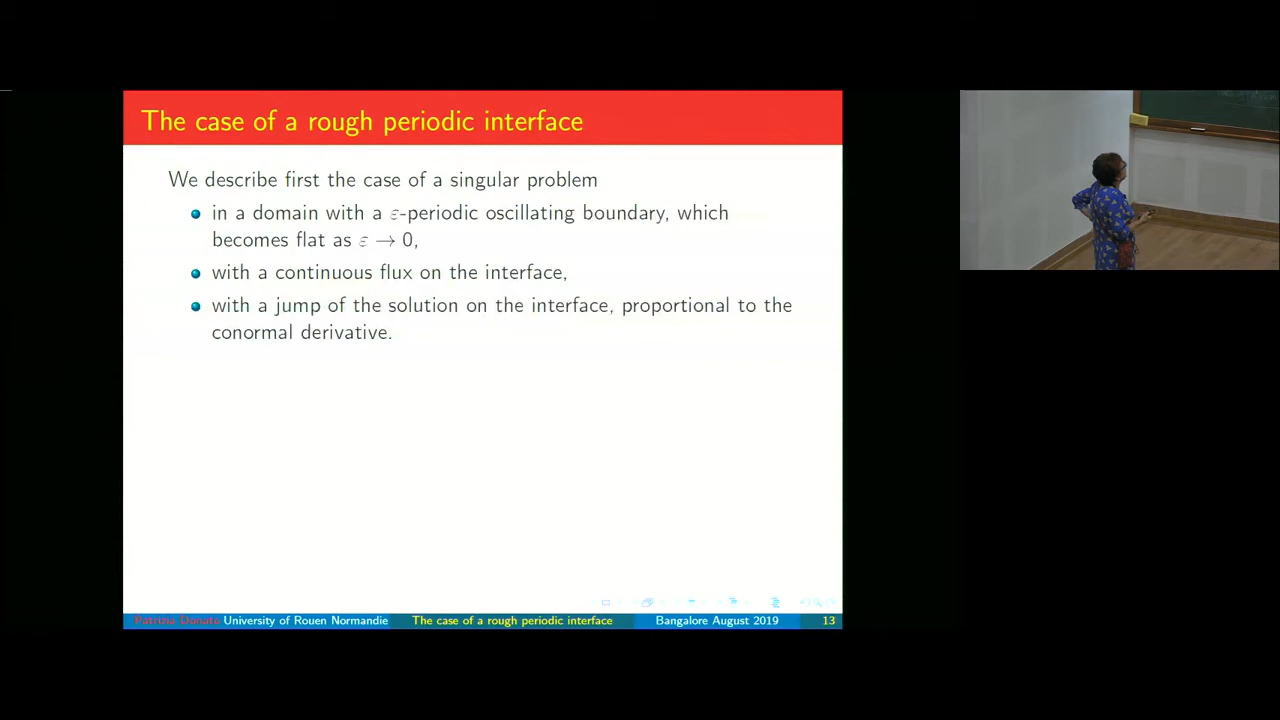 The case of a rough periodic interface
We describe first the case of a singular problem
in a domain with a ε-periodic oscillating boundary, which
becomes flat as ε → 0,
with a continuous flux on the interface,
with a jump of the solution on the interface, proportional to the
conormal derivative.
Patrizia Donato University of Rouen Normandie The case of a rough periodic interface Bangalore August 2019 13